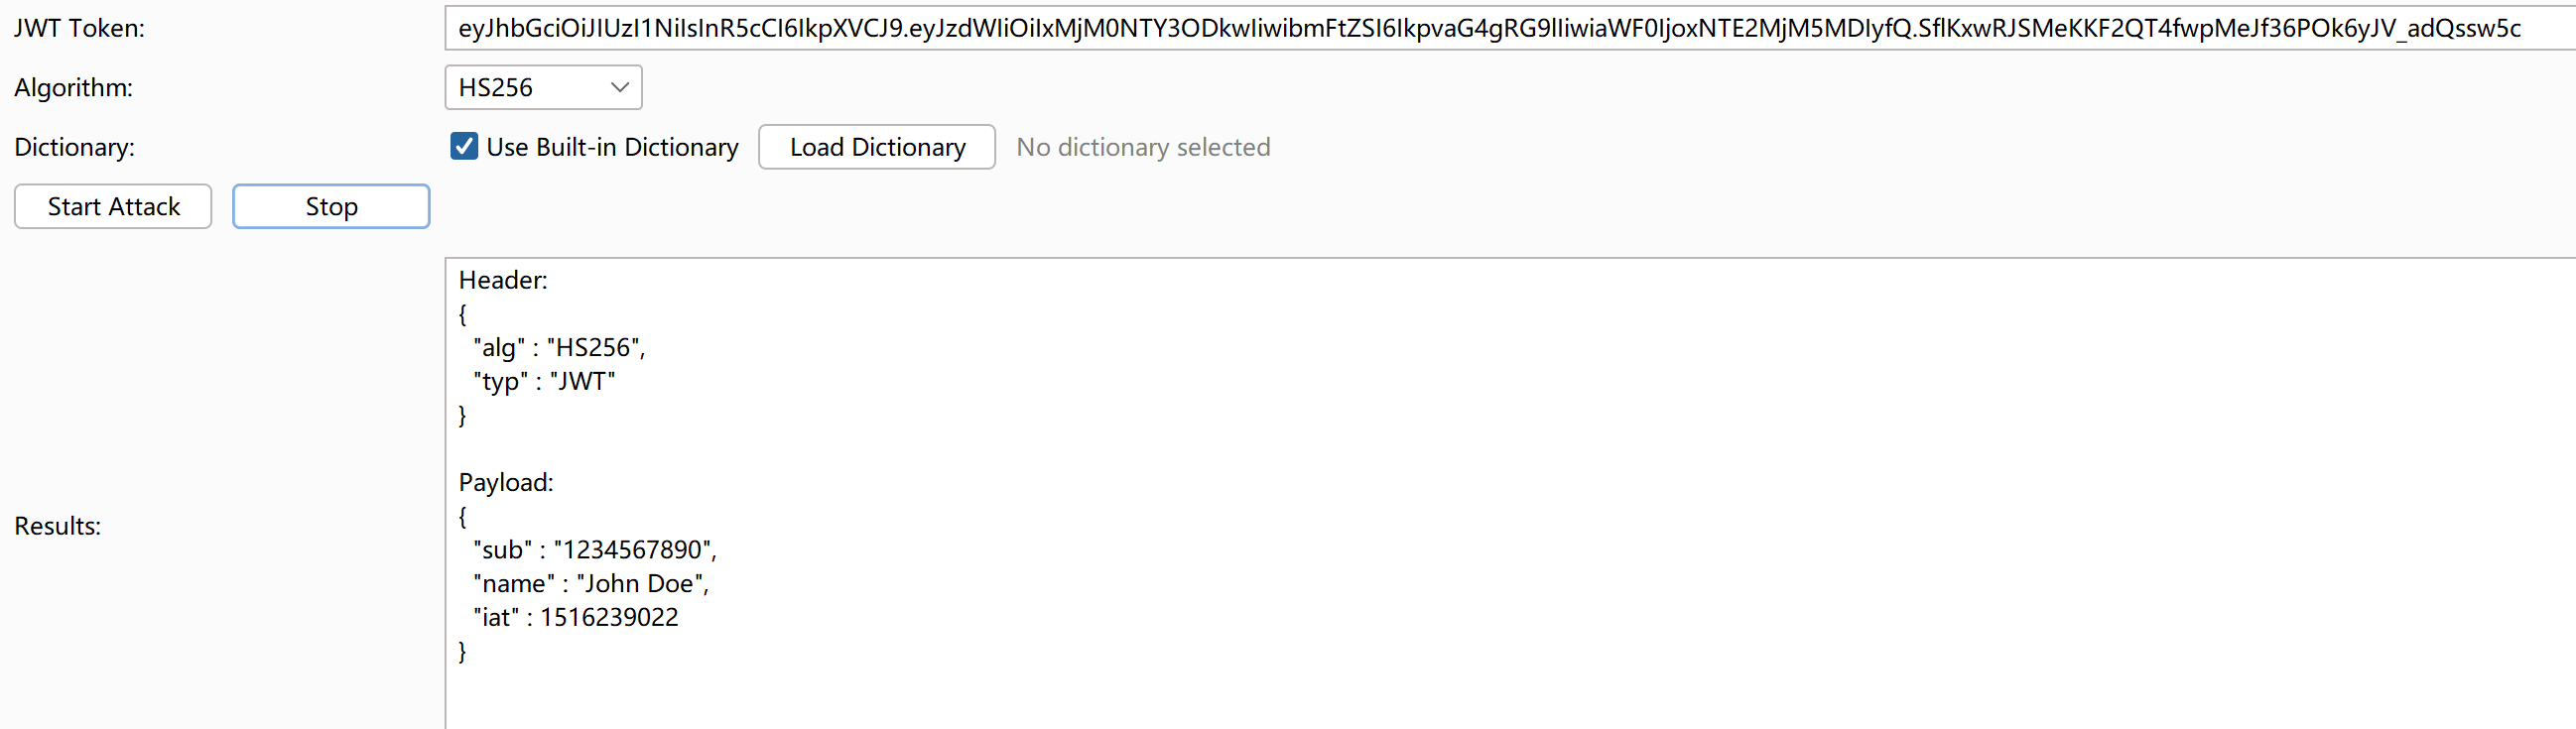 JWT Token: eyJhbGciOiJIUzI1NiIsInR5cCI6IkpXVCJ9.eyJzdWIiOiIxMjM0NTY3ODkwIiwibmFtZSI6IkpvaG4gRG9lIiwiaWF0IjoxNTE2MjM5MDIyfQ.SflKxwRJSMeKKF2QT4fwpMeJf36POk6yJV_adQssw5c
Algorithm: HS256
Dictionary: Use Built-in Dictionary Load Dictionary No dictionary selected
Start Attack Stop
Results:
Header:
{
  "alg" : "HS256",
  "typ" : "JWT"
}
Payload:
{
  "sub" : "1234567890",
  "name" : "John Doe",
  "iat" : 1516239022
}